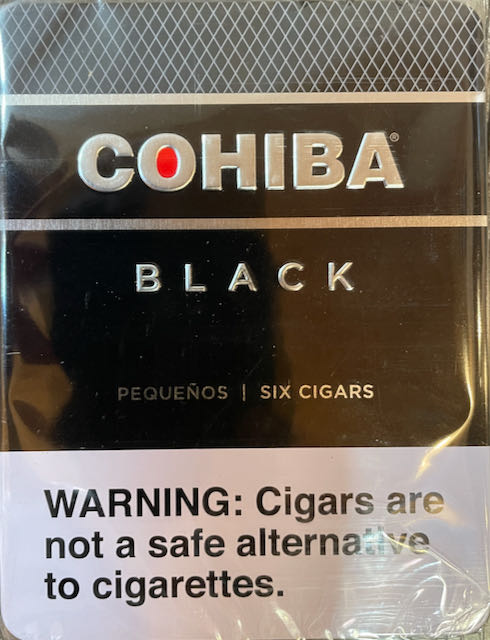 COHIBA®
BLACK
PEQUEÑOS | SIX CIGARS
WARNING: Cigars are
not a safe alternative
to cigarettes.